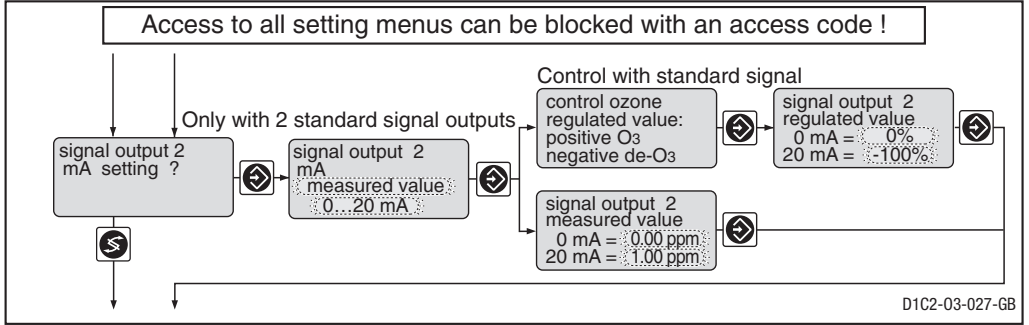 Access to all setting menus can be blocked with an access code !
Control with standard signal
Only with 2 standard signal outputs
signal output 2
mA setting ?
signal output 2
mA
measured value
0...20 mA
control ozone
regulated value:
positive O3
negative de-O3
signal output 2
regulated value
0 mA = 0%
20 mA = -100%
signal output 2
measured value
0 mA = 0.00 ppm
20 mA = 1.00 ppm
D1C2-03-027-GB